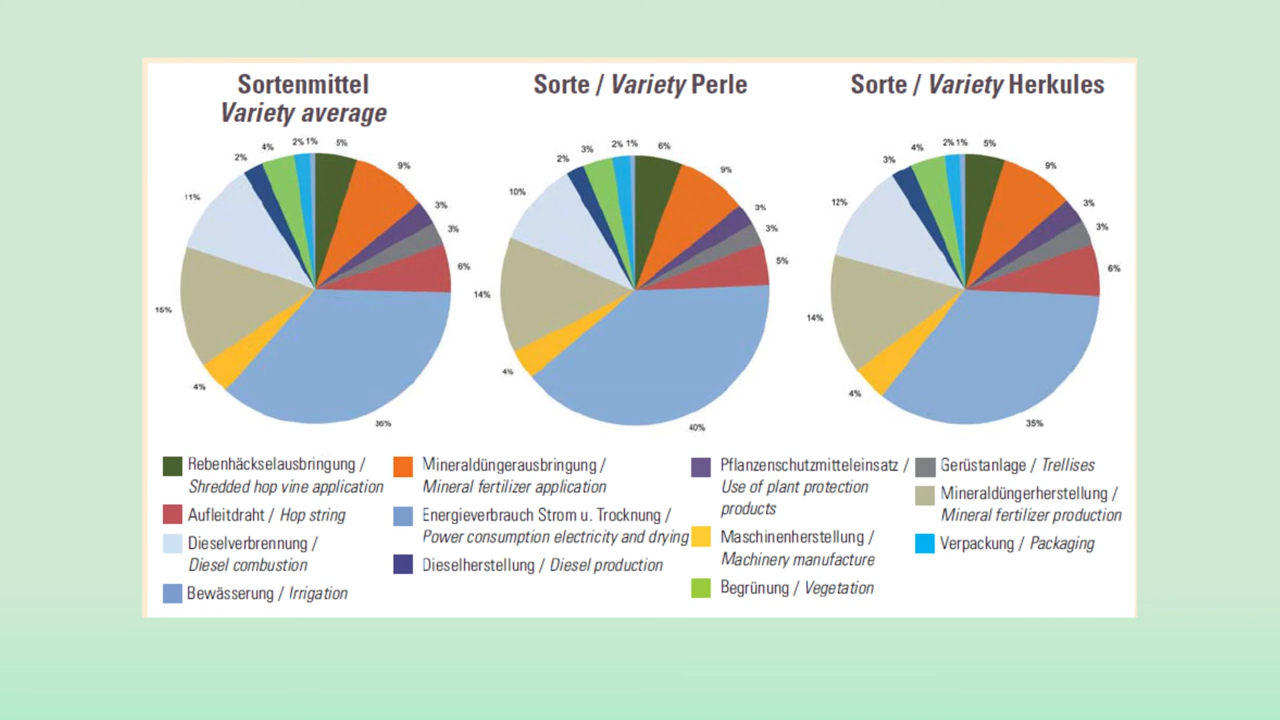 Sortenmittel
Variety average
2%
4%
2%
1%
5%
9%
3%
3%
6%
36%
4%
15%
11%
Sorte / Variety Perle
2%
3%
2%
1%
6%
9%
3%
3%
5%
40%
4%
14%
10%
Sorte / Variety Herkules
3%
4%
2%
1%
5%
9%
3%
3%
6%
35%
4%
14%
12%
Rebenhäckselausbringung /
Shredded hop vine application
Aufleitdraht / Hop string
Dieselverbrennung /
Diesel combustion
Bewässerung / Irrigation
Mineraldüngerausbringung /
Mineral fertilizer application
Energieverbrauch Strom u. Trocknung /
Power consumption electricity and drying
Dieselherstellung / Diesel production
Pflanzenschutzmitteleinsatz /
Use of plant protection
products
Maschinenherstellung /
Machinery manufacture
Begrünung / Vegetation
Gerüstanlage / Trellises
Mineraldüngerherstellung /
Mineral fertilizer production
Verpackung / Packaging